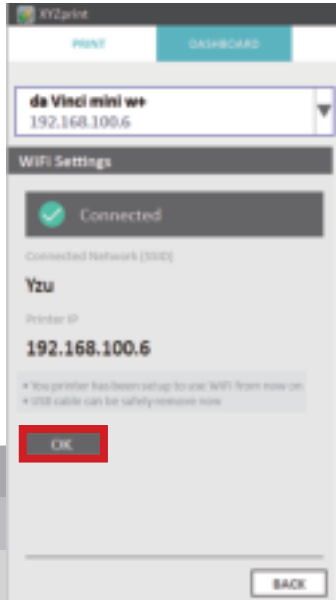 XYZprint
PRINT DASHBOARD
da Vinci mini w+
192.168.100.6
WiFi Settings
Connected
Connected Network (SSID)
Yzu
Printer IP
192.168.100.6
• You printer has been setup to use WiFi from now on
• USB cable can be safely remove now
OK
BACK